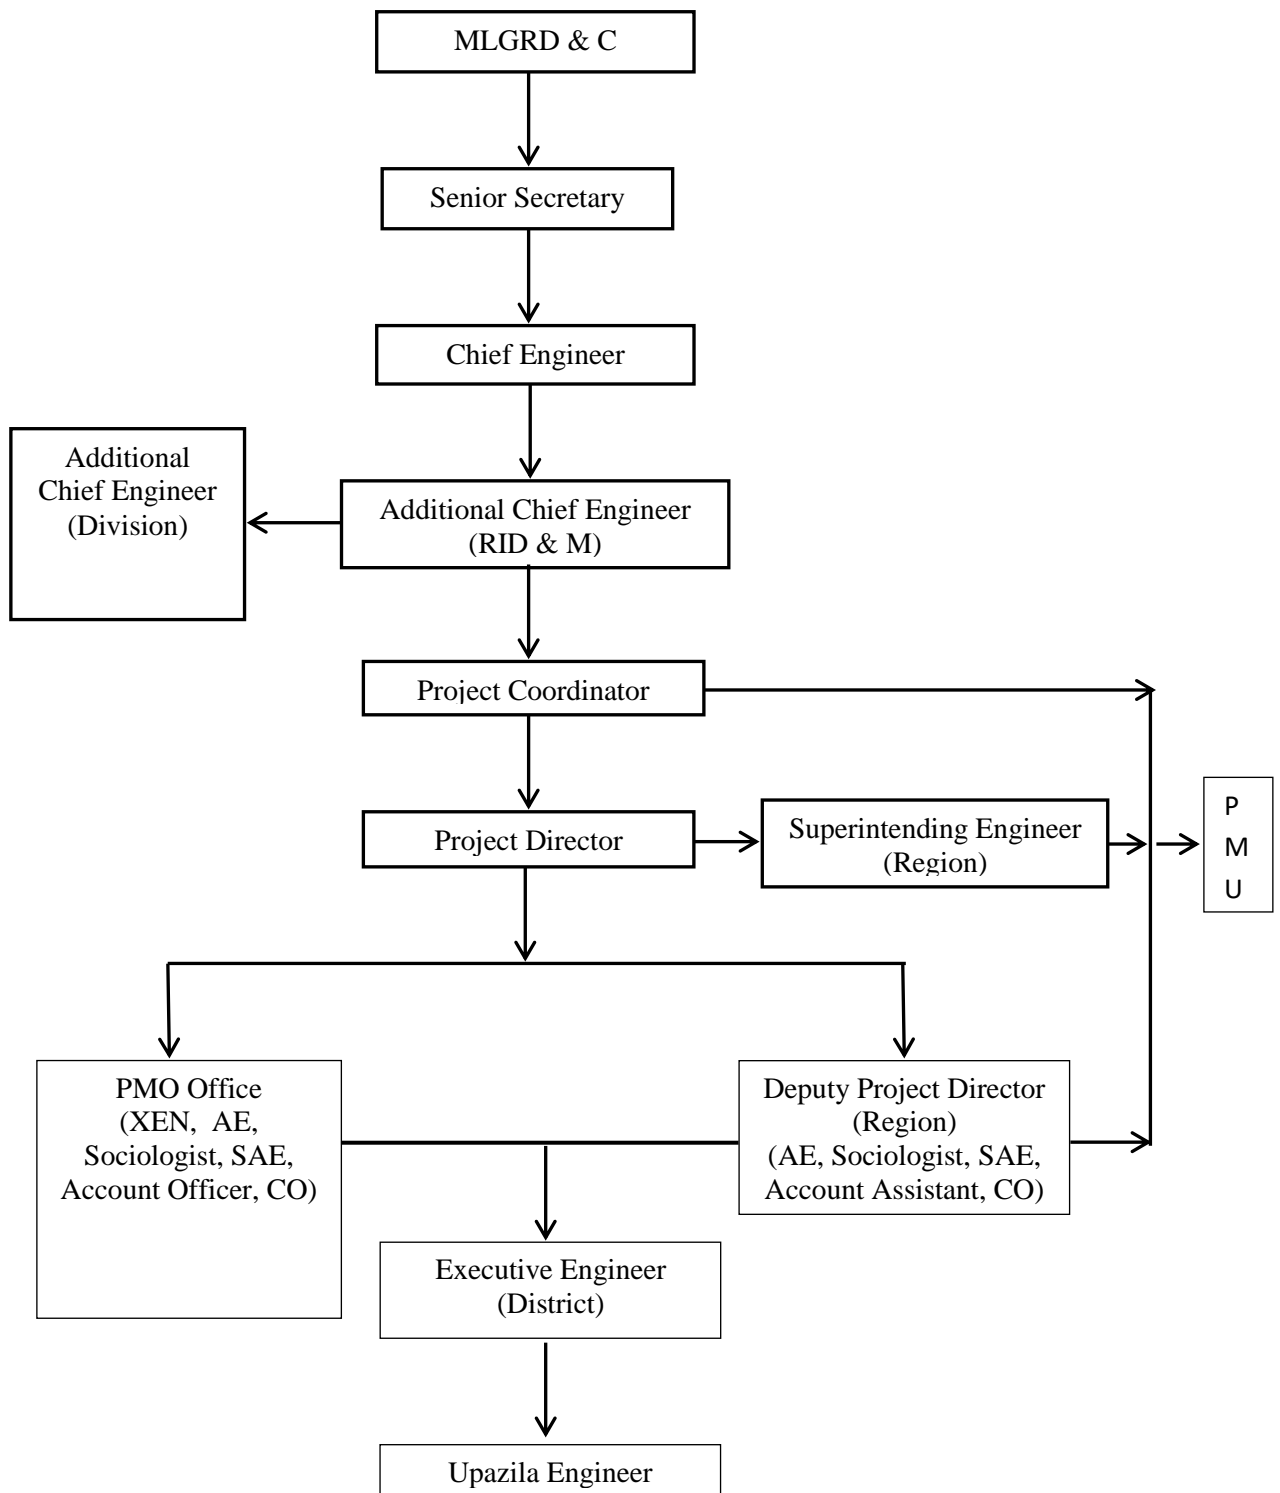 MLGRD & C
Senior Secretary
Chief Engineer
Additional
Chief Engineer
(Division)
Additional Chief Engineer
(RID & M)
Project Coordinator
Project Director
Superintending Engineer
(Region)
P
M
U
PMO Office
(XEN, AE,
Sociologist, SAE,
Account Officer, CO)
Deputy Project Director
(Region)
(AE, Sociologist, SAE,
Account Assistant, CO)
Executive Engineer
(District)
Upazila Engineer